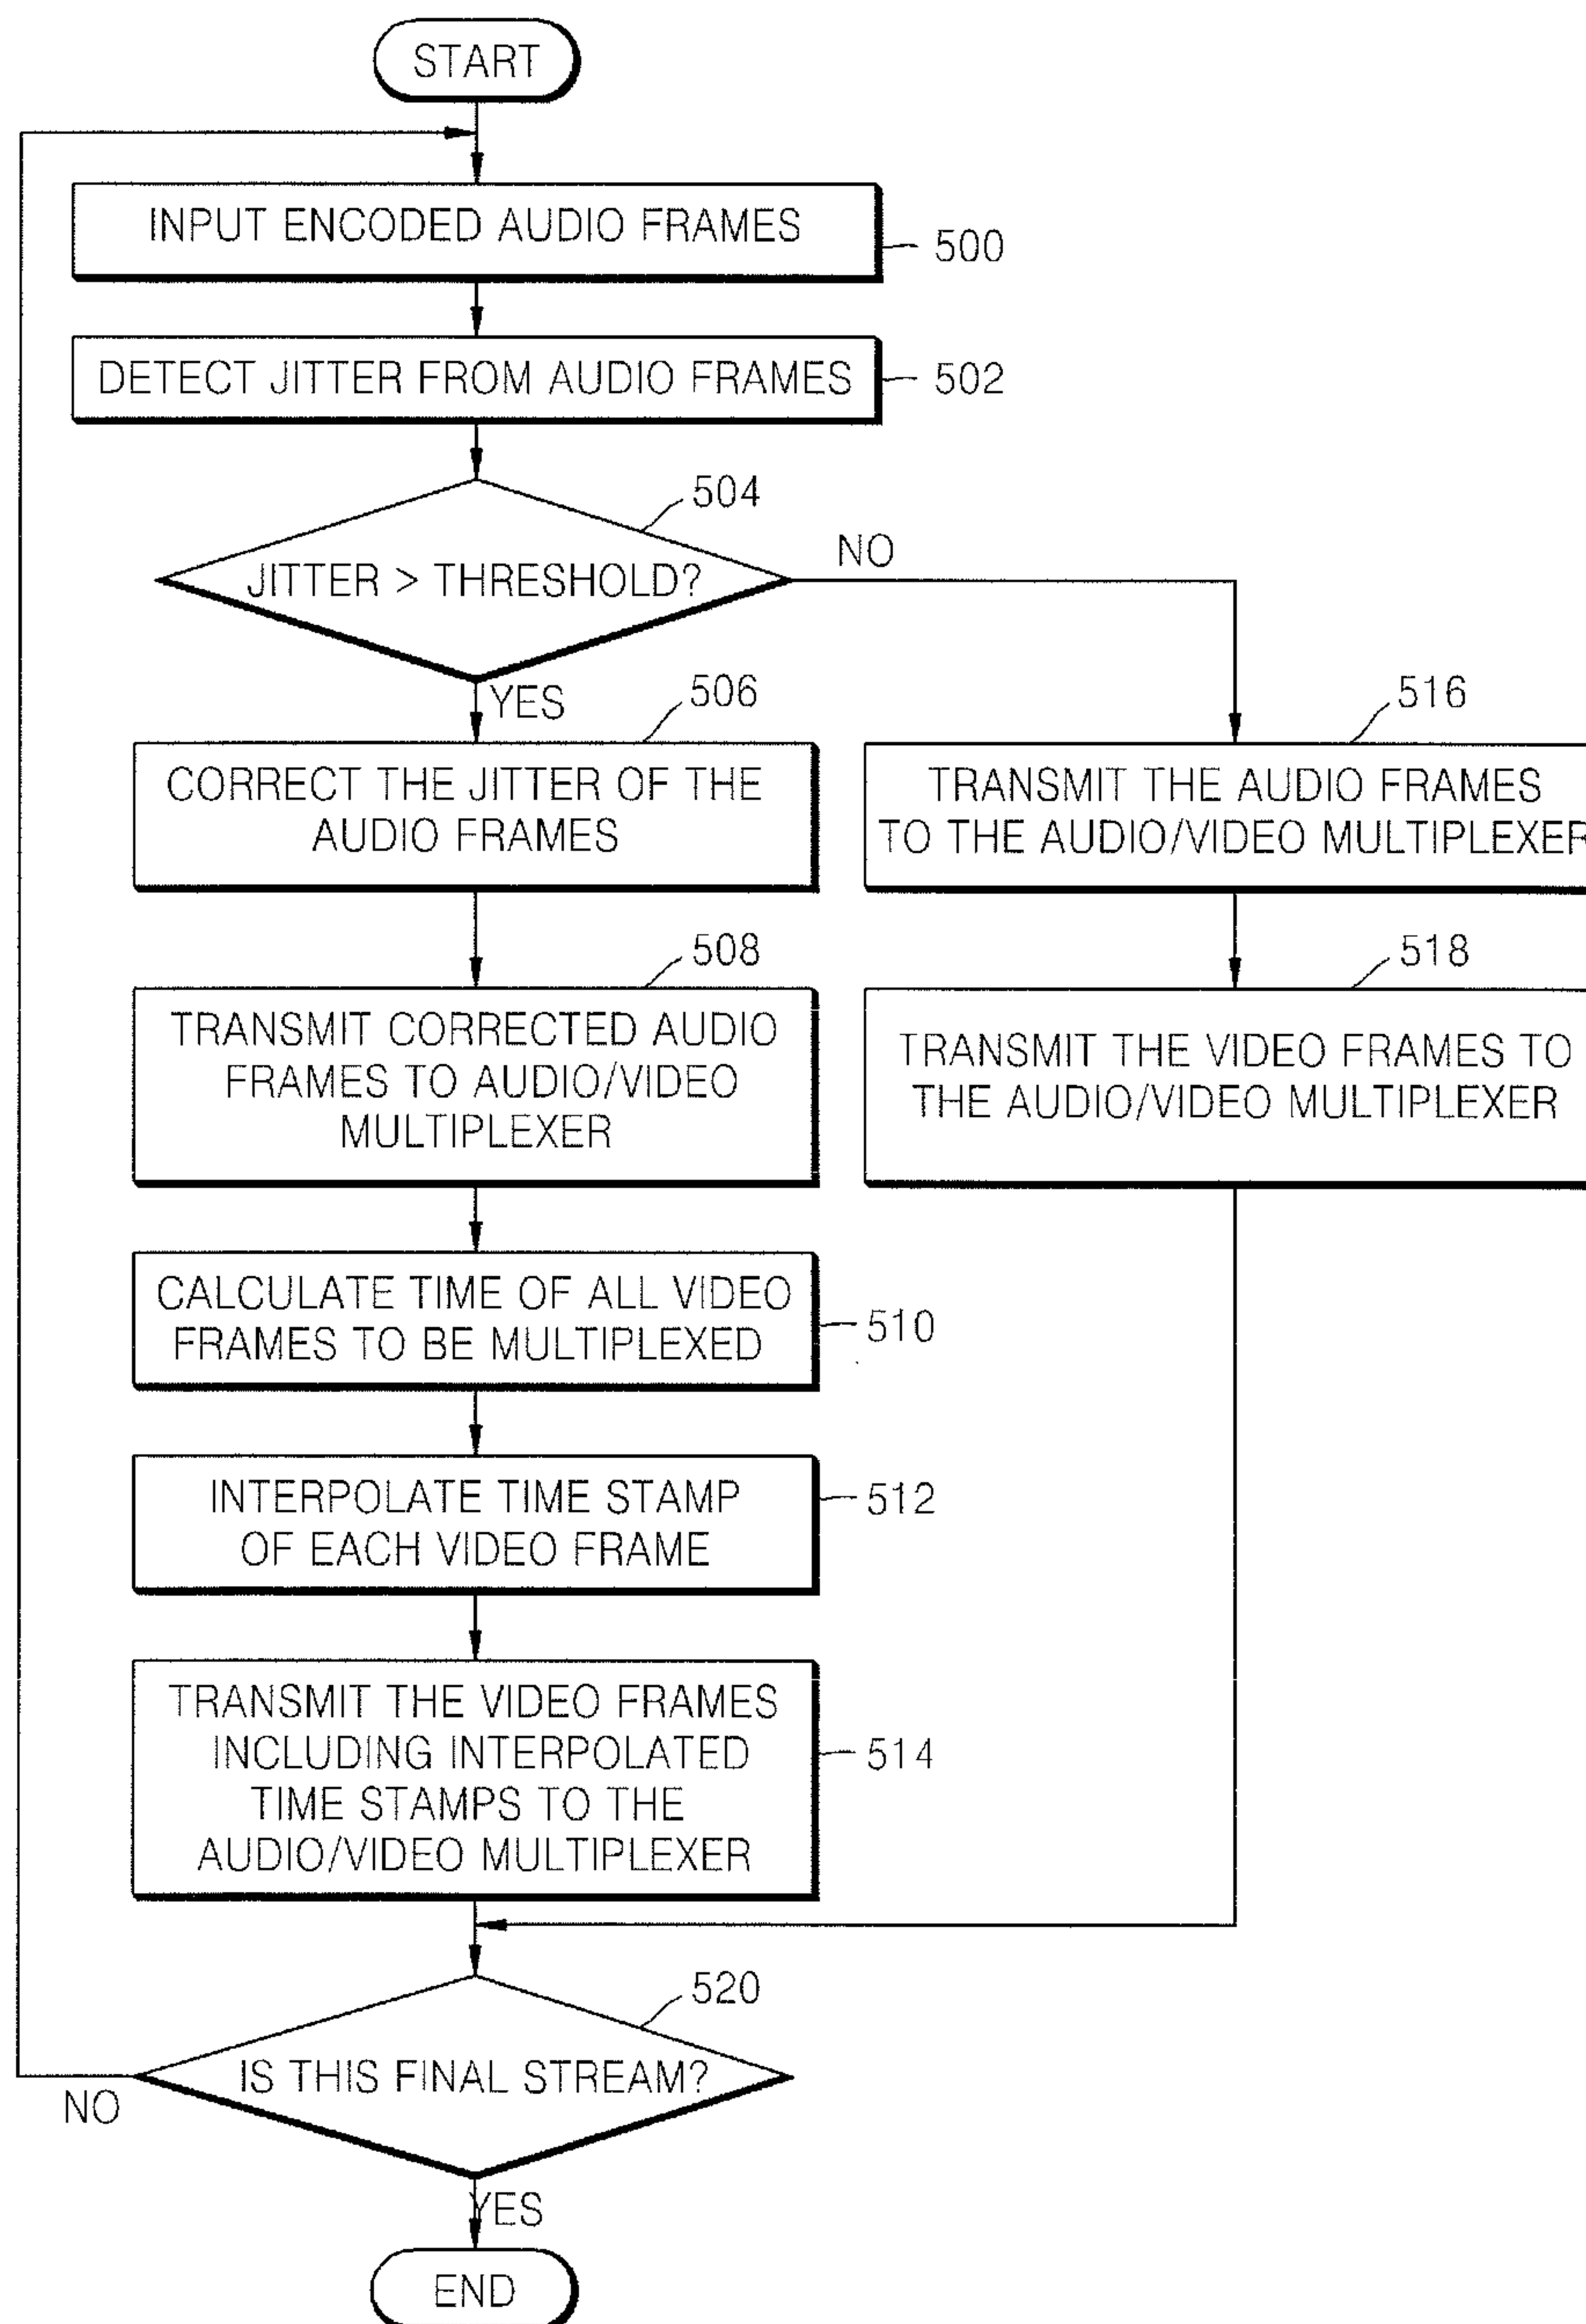 START
INPUT ENCODED AUDIO FRAMES
500
DETECT JITTER FROM AUDIO FRAMES
502
504
JITTER > THRESHOLD?
NO
YES
506
CORRECT THE JITTER OF THE
AUDIO FRAMES
516
TRANSMIT THE AUDIO FRAMES
TO THE AUDIO/VIDEO MULTIPLEXER
508
TRANSMIT CORRECTED AUDIO
FRAMES TO AUDIO/VIDEO
MULTIPLEXER
518
TRANSMIT THE VIDEO FRAMES TO
THE AUDIO/VIDEO MULTIPLEXER
CALCULATE TIME OF ALL VIDEO
FRAMES TO BE MULTIPLEXED
510
INTERPOLATE TIME STAMP
OF EACH VIDEO FRAME
512
TRANSMIT THE VIDEO FRAMES
INCLUDING INTERPOLATED
TIME STAMPS TO THE
AUDIO/VIDEO MULTIPLEXER
514
520
IS THIS FINAL STREAM?
NO
YES
END